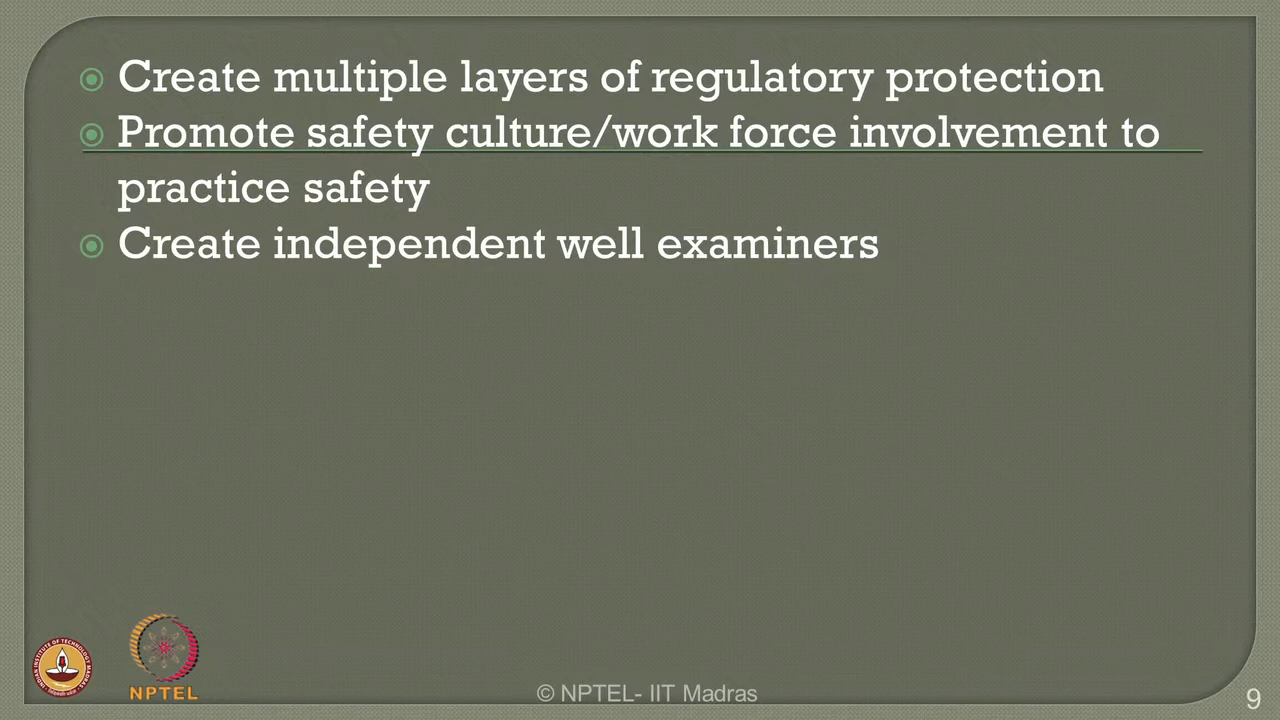 Create multiple layers of regulatory protection
Promote safety culture/work force involvement to
practice safety
Create independent well examiners
NPTEL
© NPTEL- IIT Madras
9